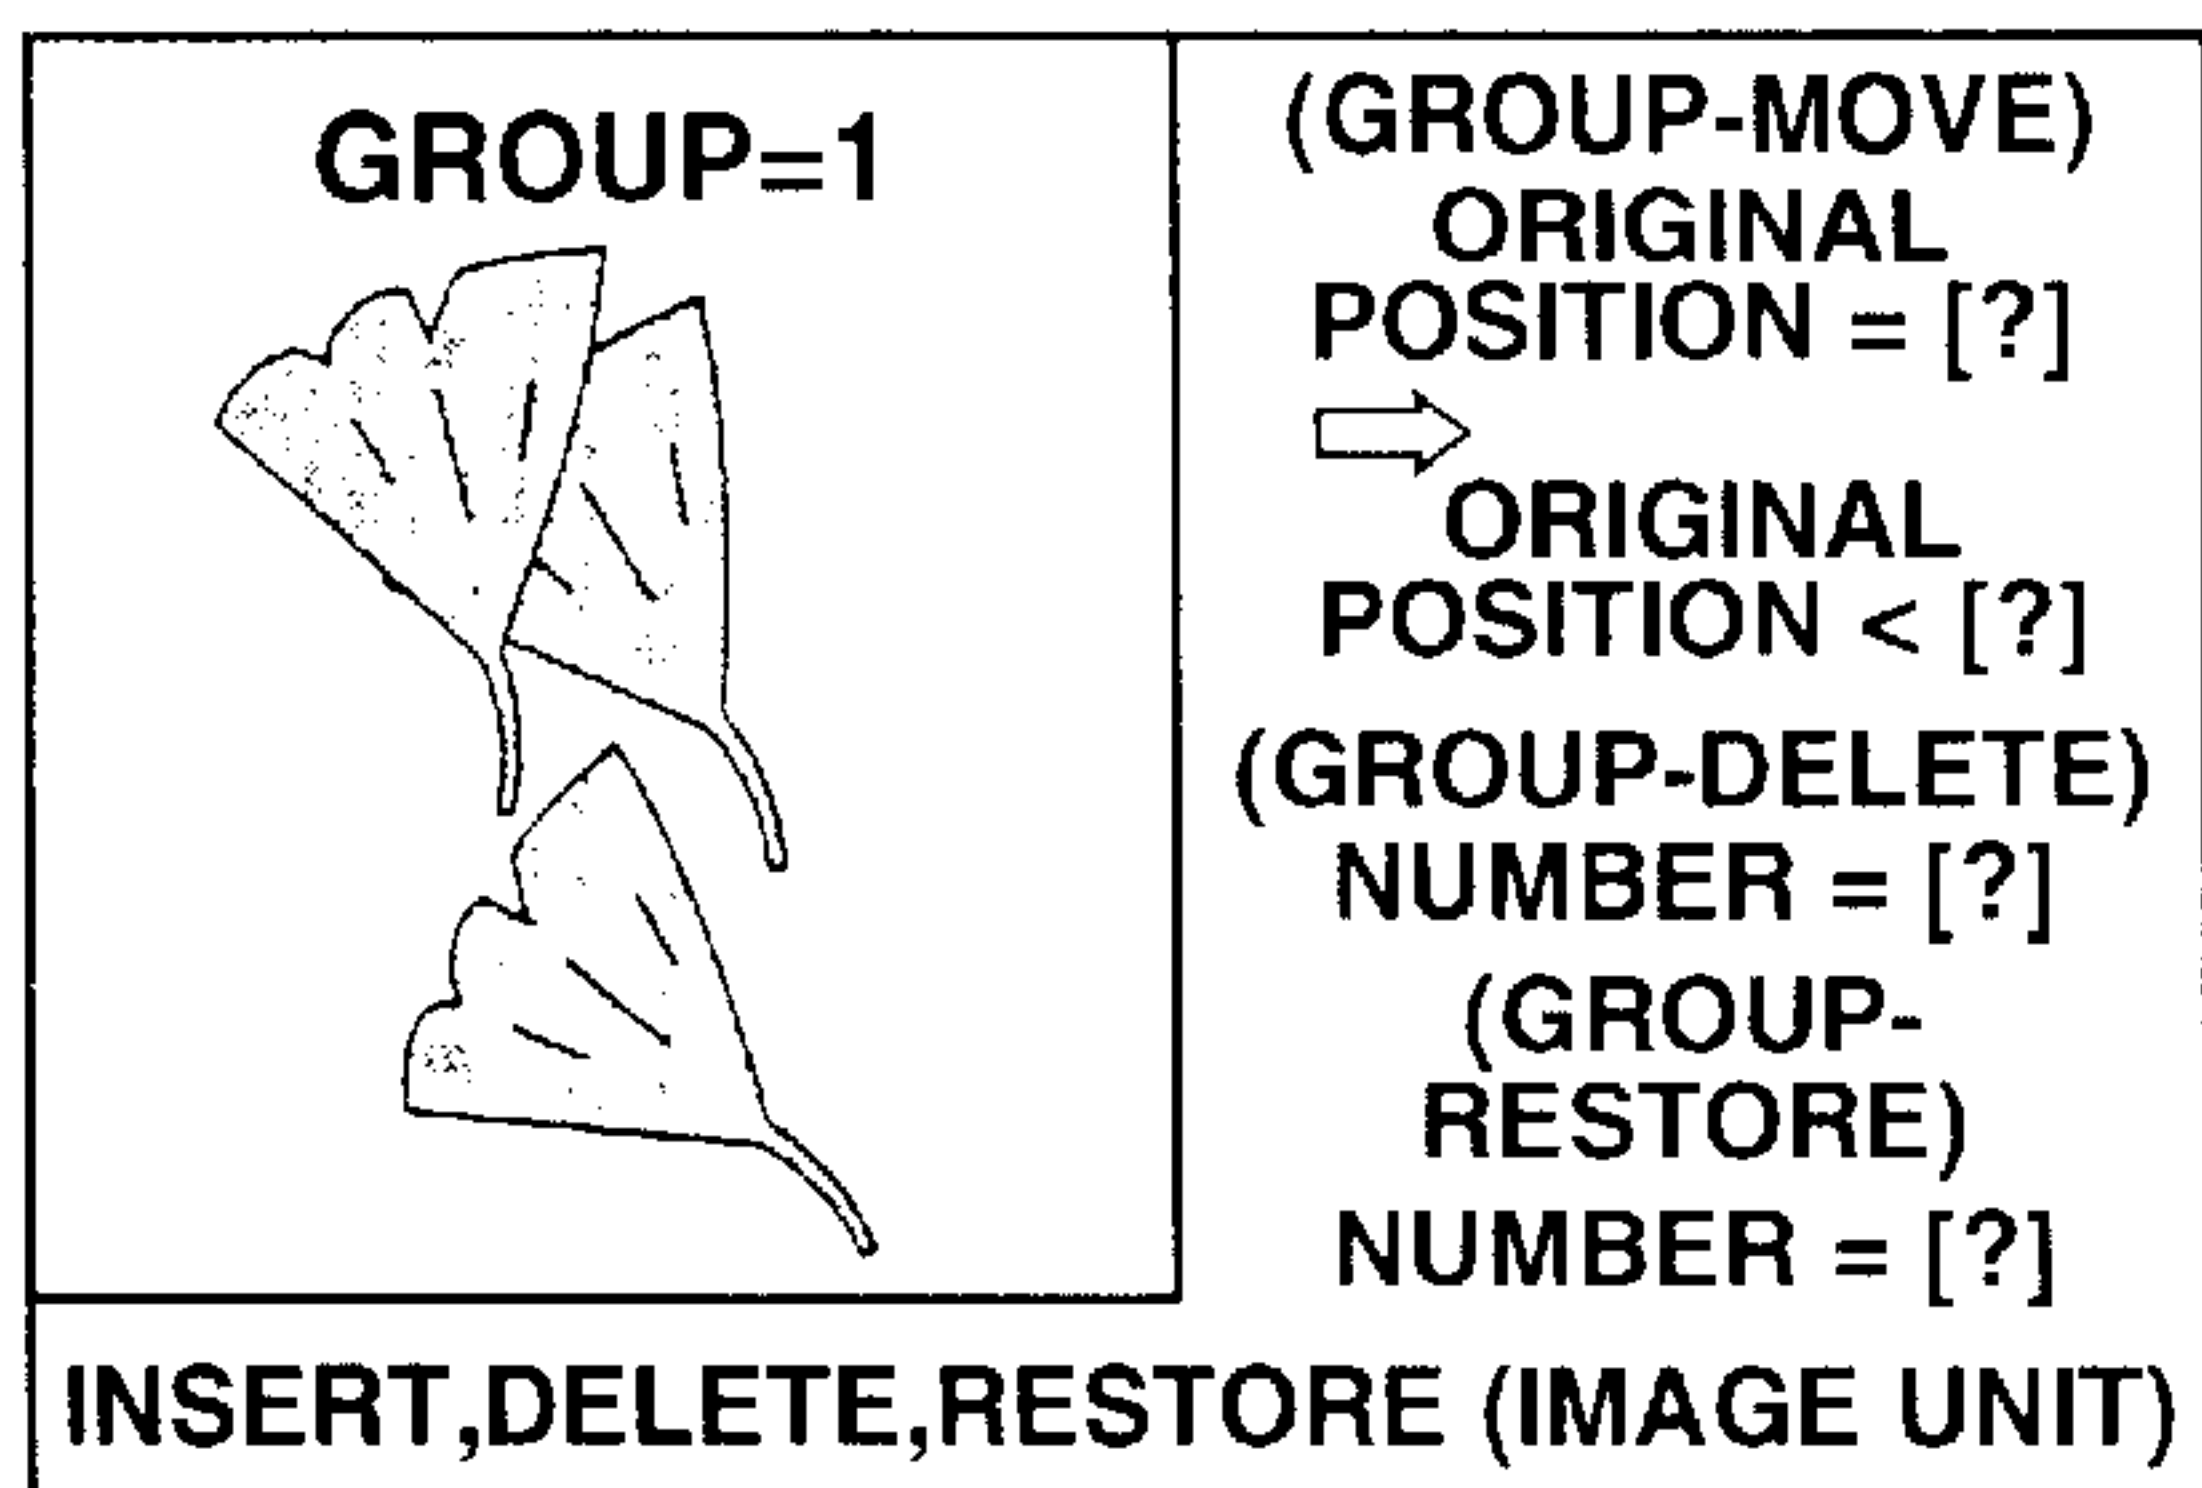 GROUP=1
(GROUP-MOVE)
ORIGINAL
POSITION = [?]
ORIGINAL
POSITION < [?]
(GROUP-DELETE)
NUMBER = [?]
(GROUP-
RESTORE)
NUMBER = [?]
INSERT,DELETE,RESTORE (IMAGE UNIT)